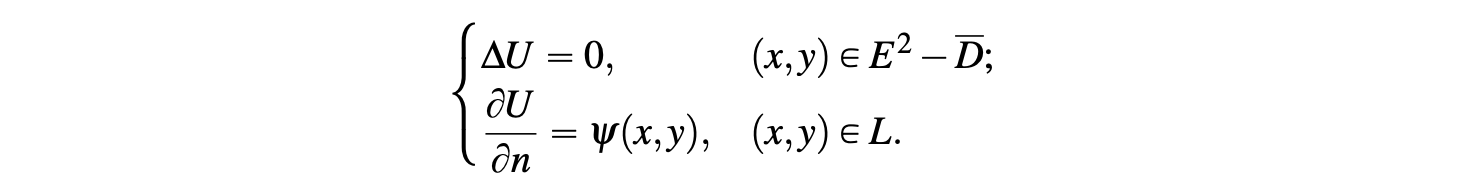 ΔU = 0, (x,y) ∈ E² − D̅;
∂U/∂n = ψ(x,y), (x,y) ∈ L.